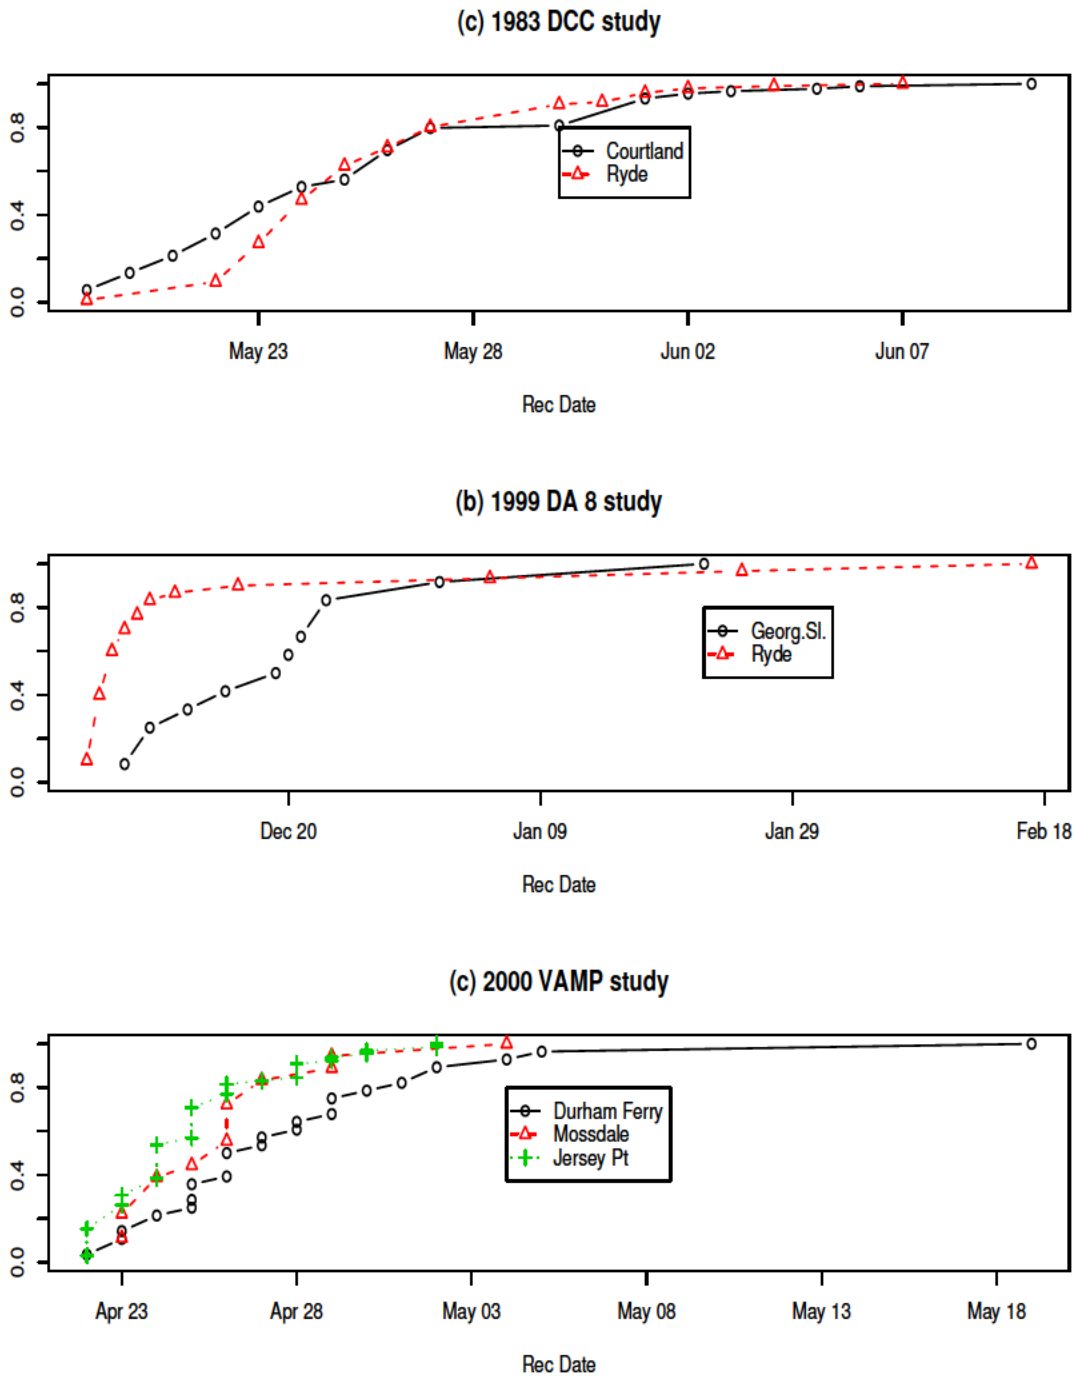 (c) 1983 DCC study
0.8
0.4
0.0
Courtland
Ryde
May 23 May 28 Jun 02 Jun 07
Rec Date
(b) 1999 DA 8 study
0.8
0.4
0.0
Georg.Sl.
Ryde
Dec 20 Jan 09 Jan 29 Feb 18
Rec Date
(c) 2000 VAMP study
0.8
0.4
0.0
Durham Ferry
Mossdale
Jersey Pt
Apr 23 Apr 28 May 03 May 08 May 13 May 18
Rec Date